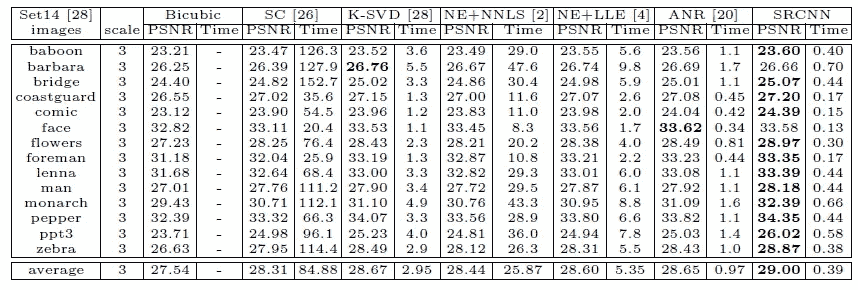 Set14 [28] Bicubic SC [26] K-SVD [28] NE+NNLS [2] NE+LLE [4] ANR [20] SRCNN
images scale PSNR Time PSNR Time PSNR Time PSNR Time PSNR Time PSNR Time PSNR Time
baboon 3 23.21 - 23.47 126.3 23.52 3.6 23.49 29.0 23.55 5.6 23.56 1.1 23.60 0.40
barbara 3 26.25 - 26.39 127.9 26.76 5.5 26.67 47.6 26.74 9.8 26.69 1.7 26.66 0.70
bridge 3 24.40 - 24.82 152.7 25.02 3.3 24.86 30.4 24.98 5.9 25.01 1.1 25.07 0.44
coastguard 3 26.55 - 27.02 35.6 27.15 1.3 27.00 11.6 27.07 2.6 27.08 0.45 27.20 0.17
comic 3 23.12 - 23.90 54.5 23.96 1.2 23.83 11.0 23.98 2.0 24.04 0.42 24.39 0.15
face 3 32.82 - 33.11 20.4 33.53 1.1 33.45 8.3 33.56 1.7 33.62 0.34 33.58 0.13
flowers 3 27.23 - 28.25 76.4 28.43 2.3 28.21 20.2 28.38 4.0 28.49 0.81 28.97 0.30
foreman 3 31.18 - 32.04 25.9 33.19 1.3 32.87 10.8 33.21 2.2 33.23 0.44 33.35 0.17
lenna 3 31.68 - 32.64 68.4 33.00 3.3 32.82 29.3 33.01 6.0 33.08 1.1 33.39 0.44
man 3 27.01 - 27.76 111.2 27.90 3.4 27.72 29.5 27.87 6.1 27.92 1.1 28.18 0.44
monarch 3 29.43 - 30.71 112.1 31.10 4.9 30.76 43.3 30.95 8.8 31.09 1.6 32.39 0.66
pepper 3 32.39 - 33.32 66.3 34.07 3.3 33.56 28.9 33.80 6.6 33.82 1.1 34.35 0.44
ppt3 3 23.71 - 24.98 96.1 25.23 4.0 24.81 36.0 24.94 7.8 25.03 1.4 26.02 0.58
zebra 3 26.63 - 27.95 114.4 28.49 2.9 28.12 26.3 28.31 5.5 28.43 1.0 28.87 0.38
average 3 27.54 - 28.31 84.88 28.67 2.95 28.44 25.87 28.60 5.35 28.65 0.97 29.00 0.39